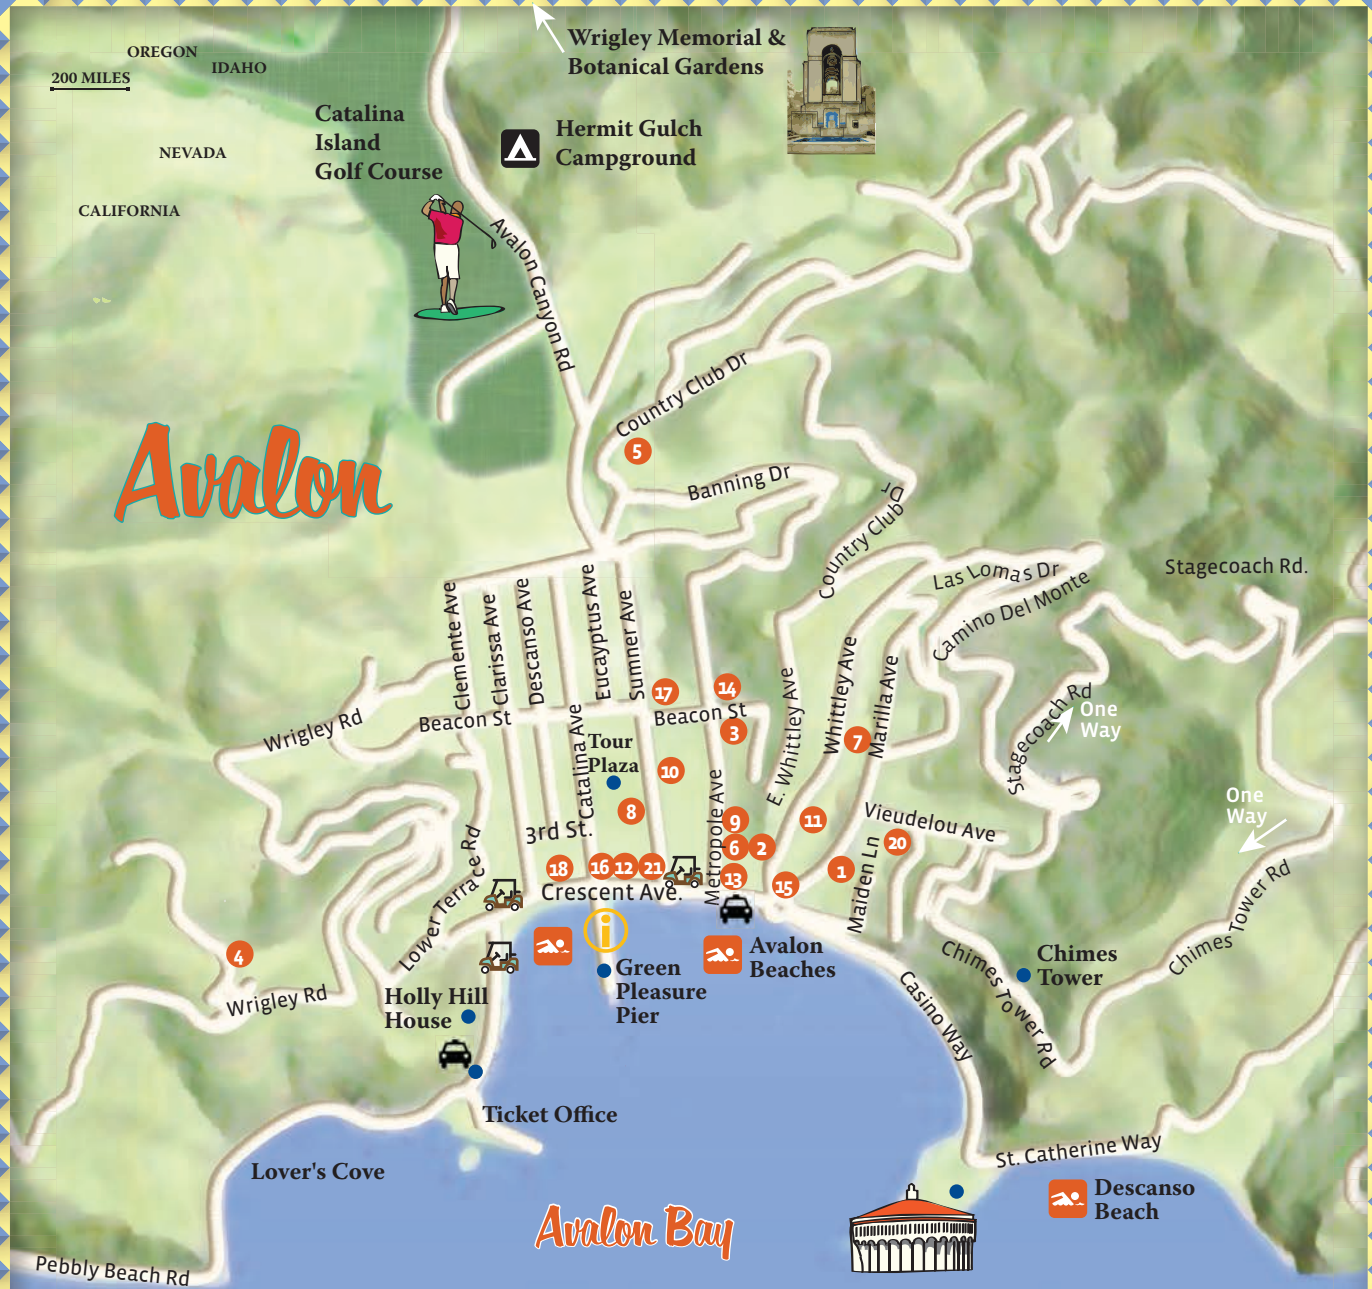 Wrigley Memorial &
Botanical Gardens
OREGON
IDAHO
200 MILES
Catalina
Island
Golf Course
Hermit Gulch
Campground
NEVADA
CALIFORNIA
Avalon Canyon Rd
Country Club Dr
5
Avalon
Banning Dr
Country Club Dr
Las Lomas Dr
Stagecoach Rd.
Camino Del Monte
Clemente Ave
Clarissa Ave
Descanso Ave
Eucayptus Ave
Sumner Ave
17
14
Whittley Ave
Marilla Ave
E. Whittley Ave
Stagecoach Rd
One
Way
Wrigley Rd
Beacon St
Beacon St
3
7
Catalina Ave
Tour
Plaza
10
8
Metropole Ave
9
11
Vieudelou Ave
One
Way
3rd St.
6
2
20
Lower Terrace Rd
18
16
12
21
13
15
1
Maiden Ln
Chimes Tower Rd
Crescent Ave.
4
i
Avalon
Beaches
Chimes
Tower
Chimes Tower Rd
Casino Way
Green
Pleasure
Pier
Wrigley Rd
Holly Hill
House
Ticket Office
Lover's Cove
St. Catherine Way
Descanso
Beach
Avalon Bay
Pebbly Beach Rd